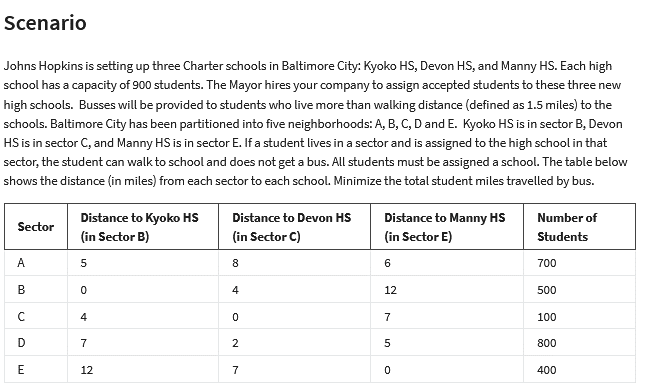 Scenario
Johns Hopkins is setting up three Charter schools in Baltimore City: Kyoko HS, Devon HS, and Manny HS. Each high
school has a capacity of 900 students. The Mayor hires your company to assign accepted students to these three new
high schools.  Busses will be provided to students who live more than walking distance (defined as 1.5 miles) to the
schools. Baltimore City has been partitioned into five neighborhoods: A, B, C, D and E.  Kyoko HS is in sector B, Devon
HS is in sector C, and Manny HS is in sector E. If a student lives in a sector and is assigned to the high school in that
sector, the student can walk to school and does not get a bus. All students must be assigned a school. The table below
shows the distance (in miles) from each sector to each school. Minimize the total student miles travelled by bus.
Sector | Distance to Kyoko HS (in Sector B) | Distance to Devon HS (in Sector C) | Distance to Manny HS (in Sector E) | Number of Students
A 5 8 6 700
B 0 4 12 500
C 4 0 7 100
D 7 2 5 800
E 12 7 0 400